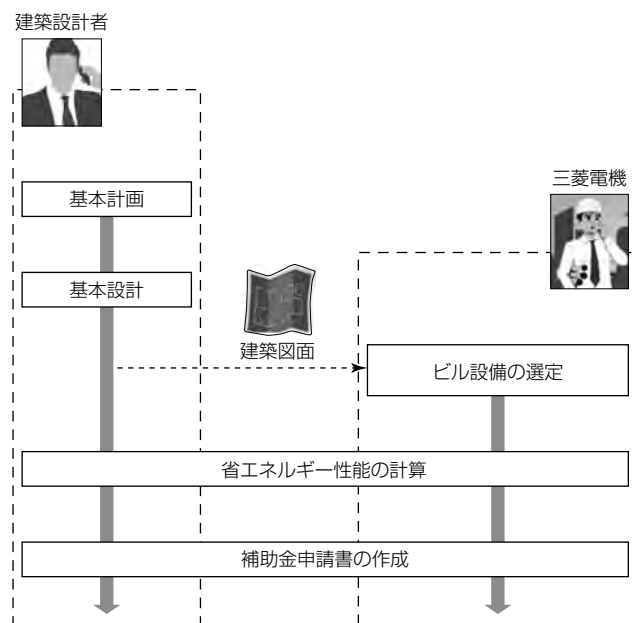 建築設計者
基本計画
三菱電機
基本設計
建築図面
ビル設備の選定
省エネルギー性能の計算
補助金申請書の作成